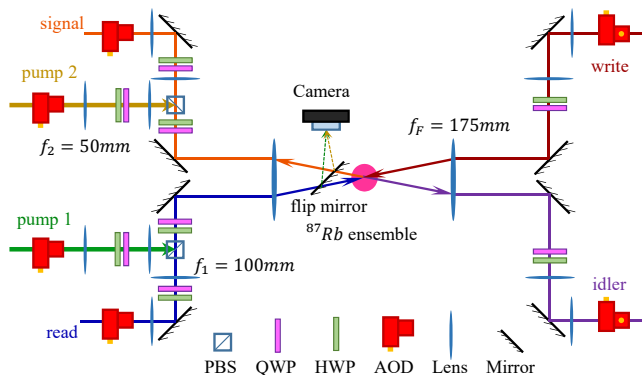 signal
write
pump 2
Camera
f₂ = 50mm
f_F = 175mm
flip mirror
⁸⁷Rb ensemble
pump 1
f₁ = 100mm
read
idler
PBS QWP HWP AOD Lens Mirror